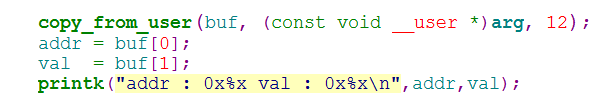 copy_from_user(buf, (const void __user *)arg, 12);
addr = buf[0];
val  = buf[1];
printk("addr : 0x%x val : 0x%x\n",addr,val);